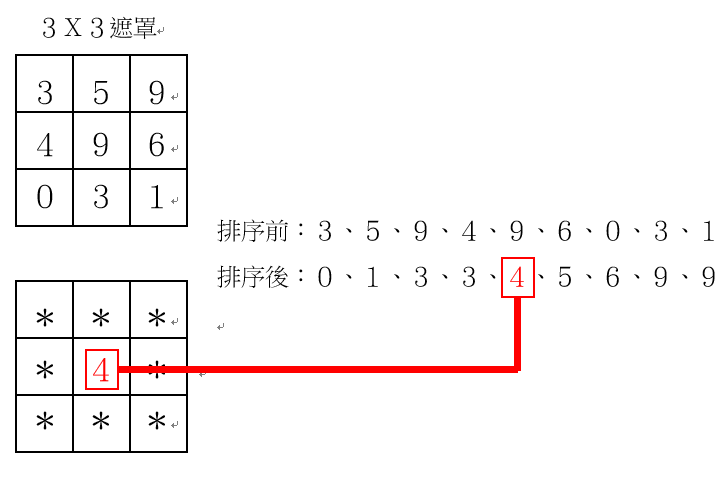 3X3遮罩
3 5 9
4 9 6
0 3 1
排序前：3、5、9、4、9、6、0、3、1
排序後：0、1、3、3、4、5、6、9、9
* * *
* 4 *
* * *